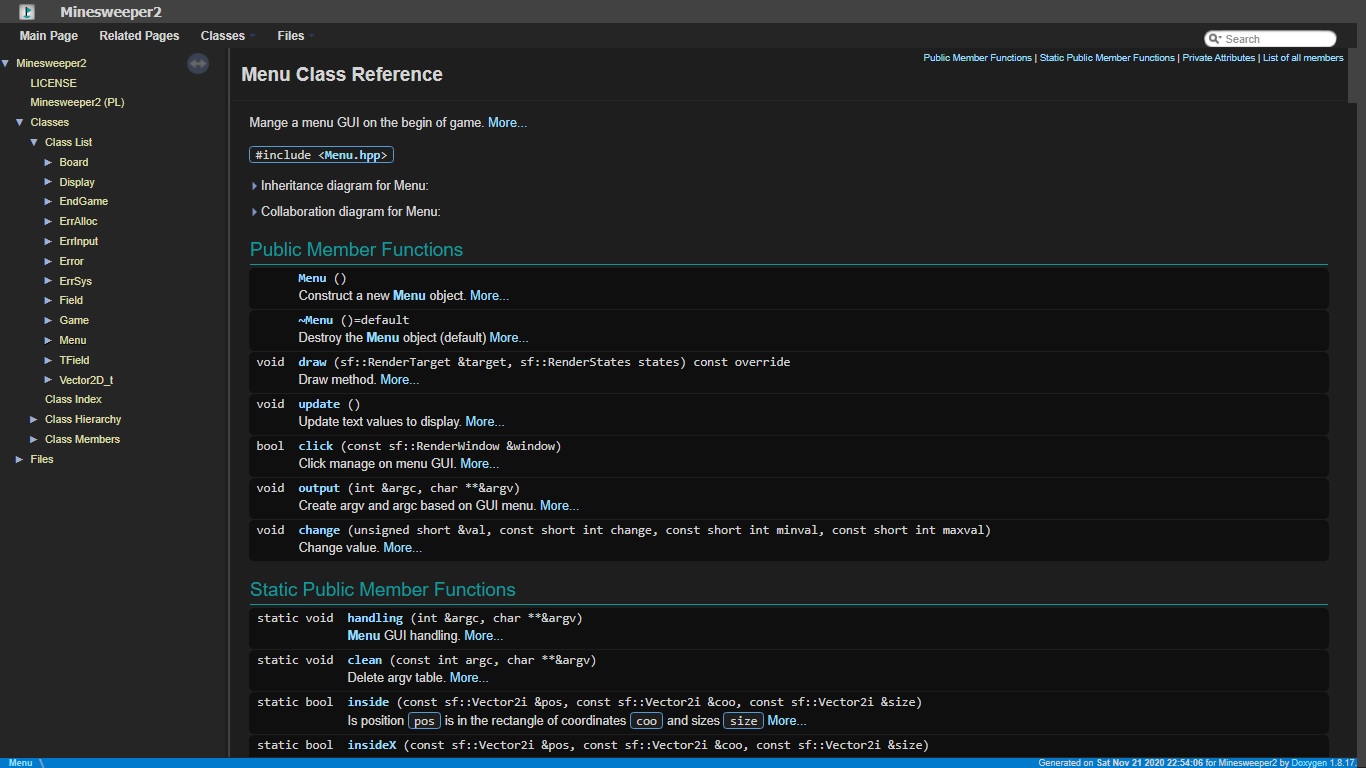 Minesweeper2
Main Page Related Pages Classes Files
Search
Minesweeper2
LICENSE
Minesweeper2 (PL)
Classes
Class List
Board
Display
EndGame
ErrAlloc
ErrInput
Error
ErrSys
Field
Game
Menu
TField
Vector2D_t
Class Index
Class Hierarchy
Class Members
Files
Public Member Functions | Static Public Member Functions | Private Attributes | List of all members
Menu Class Reference
Mange a menu GUI on the begin of game. More...
#include <Menu.hpp>
Inheritance diagram for Menu:
Collaboration diagram for Menu:
Public Member Functions
Menu ()
Construct a new Menu object. More...
~Menu ()=default
Destroy the Menu object (default) More...
void draw (sf::RenderTarget &target, sf::RenderStates states) const override
Draw method. More...
void update ()
Update text values to display. More...
bool click (const sf::RenderWindow &window)
Click manage on menu GUI. More...
void output (int &argc, char **&argv)
Create argv and argc based on GUI menu. More...
void change (unsigned short &val, const short int change, const short int minval, const short int maxval)
Change value. More...
Static Public Member Functions
static void handling (int &argc, char **&argv)
Menu GUI handling. More...
static void clean (const int argc, char **&argv)
Delete argv table. More...
static bool inside (const sf::Vector2i &pos, const sf::Vector2i &coo, const sf::Vector2i &size)
Is position pos is in the rectangle of coordinates coo and sizes size More...
static bool insideX (const sf::Vector2i &pos, const sf::Vector2i &coo, const sf::Vector2i &size)
Menu
Generated on Sat Nov 21 2020 22:54:06 for Minesweeper2 by Doxygen 1.8.17.